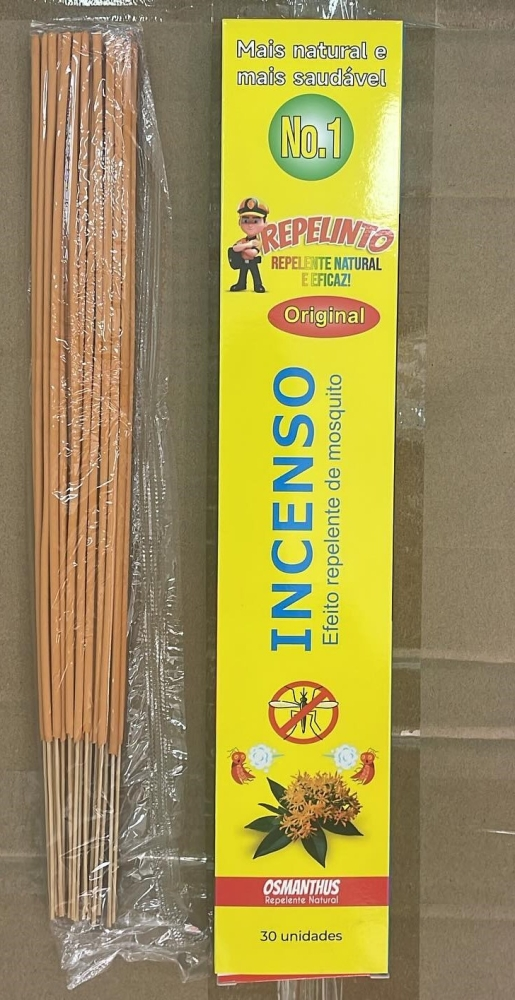 Mais natural e
mais saudável
No.1
REPELINTO
REPELENTE NATURAL
E EFICAZ!
Original
INCENSO
Efeito repelente de mosquito
OSMANTHUS
Repelente Natural
30 unidades